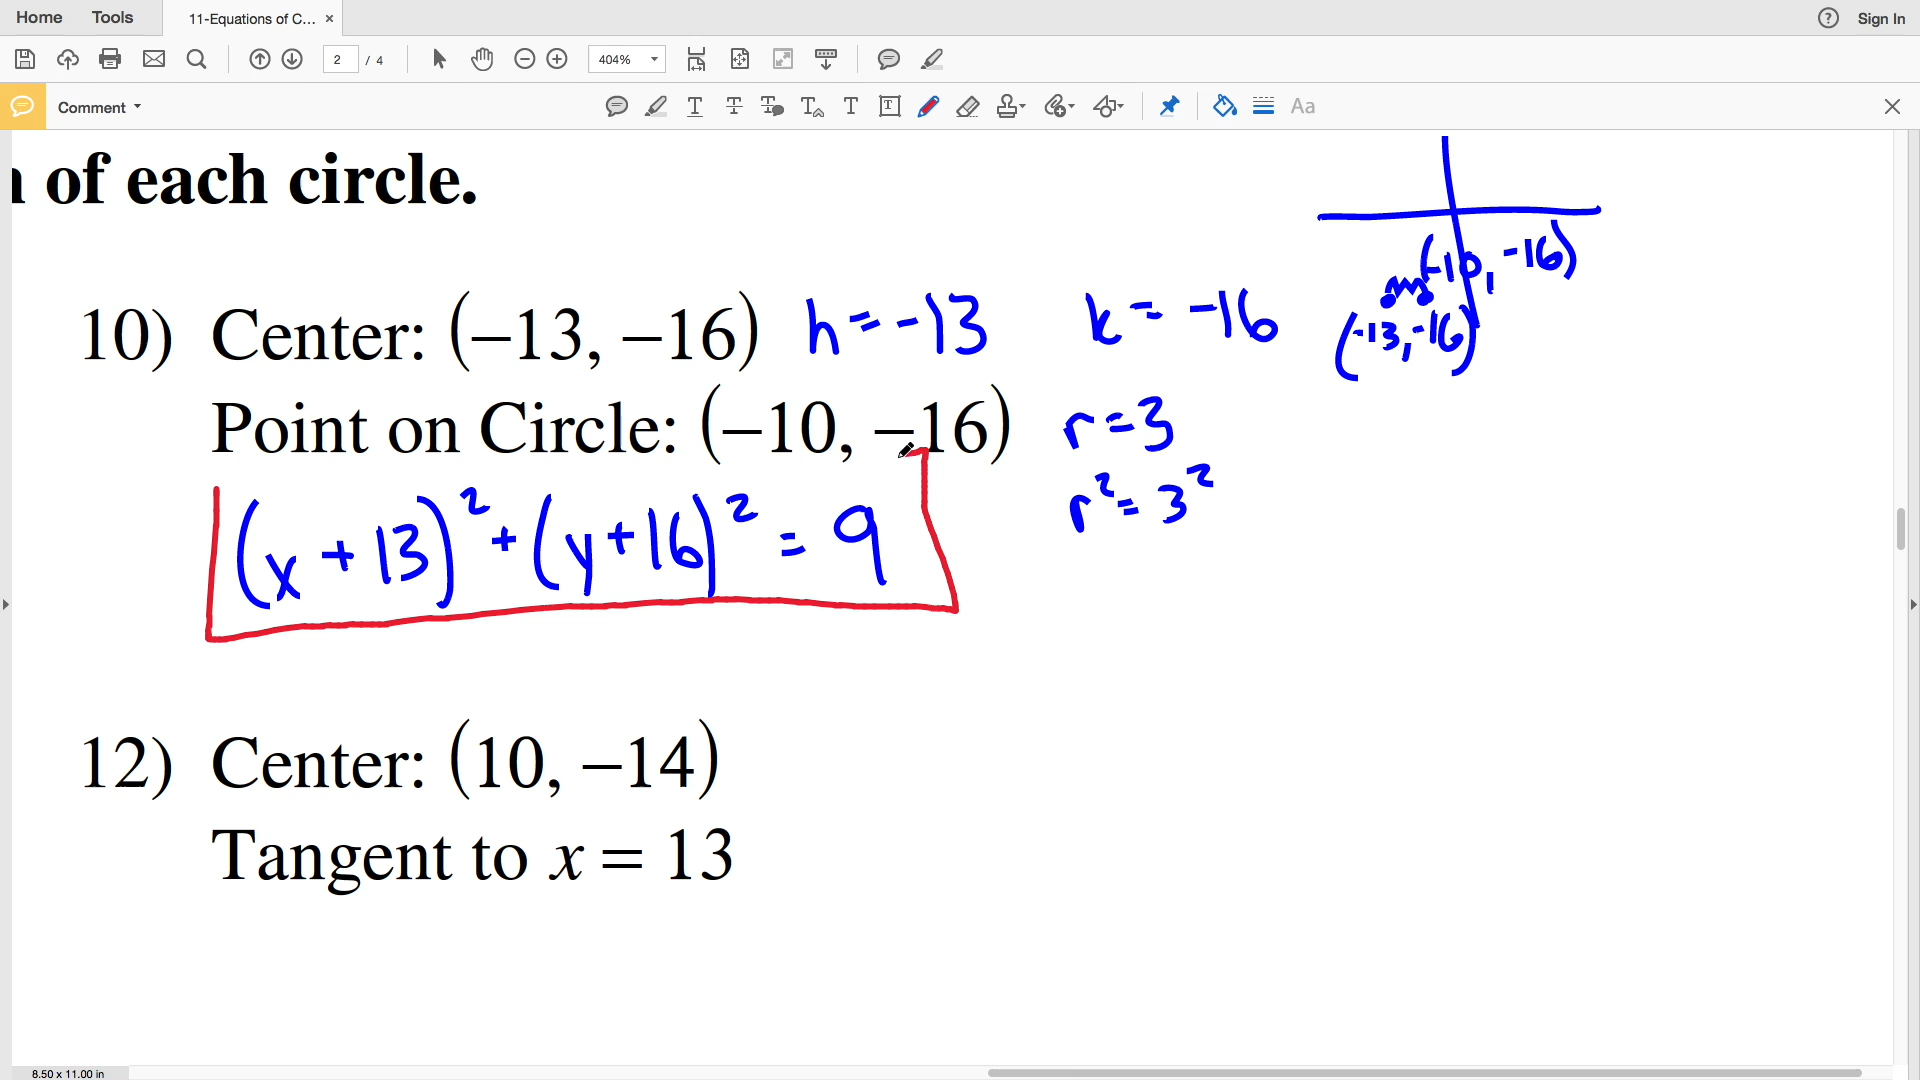 Home Tools 11-Equations of C... × ? Sign In
2 / 4 404%
Comment Aa
of each circle.
10) Center: (−13, −16) h=-13 k= -16
(-10, -16)
(-13, -16)
Point on Circle: (−10, −16) r=3
r²= 3²
(x + 13)² + (y+16)² = 9
12) Center: (10, −14)
Tangent to x = 13
8.50 x 11.00 in